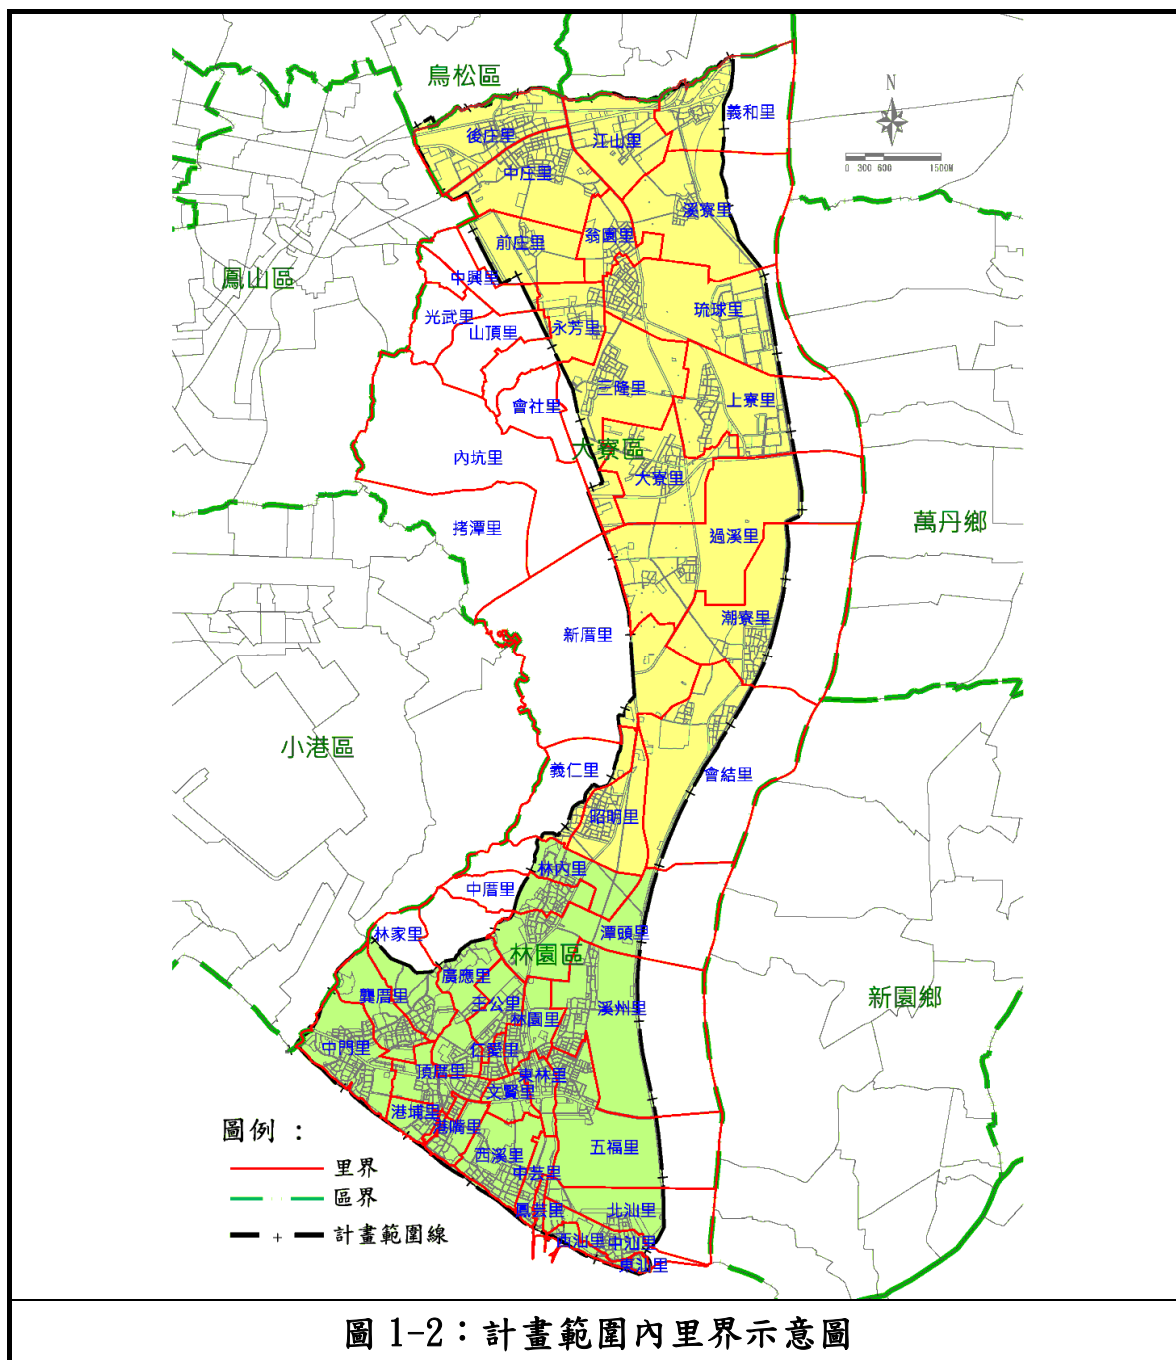 鳥松區
N
義和里
後庄里
江山里
0 300 600 1500M
中庄里
溪寮里
翁園里
前庄里
鳳山區
中興里
琉球里
光武里
永芳里
山頂里
三隆里
上寮里
會社里
大寮區
內坑里
大寮里
萬丹鄉
拷潭里
過溪里
潮寮里
新厝里
小港區
義仁里
會結里
昭明里
林內里
中厝里
林家里
潭頭里
林園區
廣應里
龔厝里
新園鄉
王公里
溪州里
林園里
中門里
仁愛里
頂厝里
東林里
文賢里
港埔里
港嘴里
圖例 :
五福里
西溪里
里界
中芸里
區界
鳳芸里
北汕里
計畫範圍線
西汕里
中汕里
東汕里
圖 1-2:計畫範圍內里界示意圖